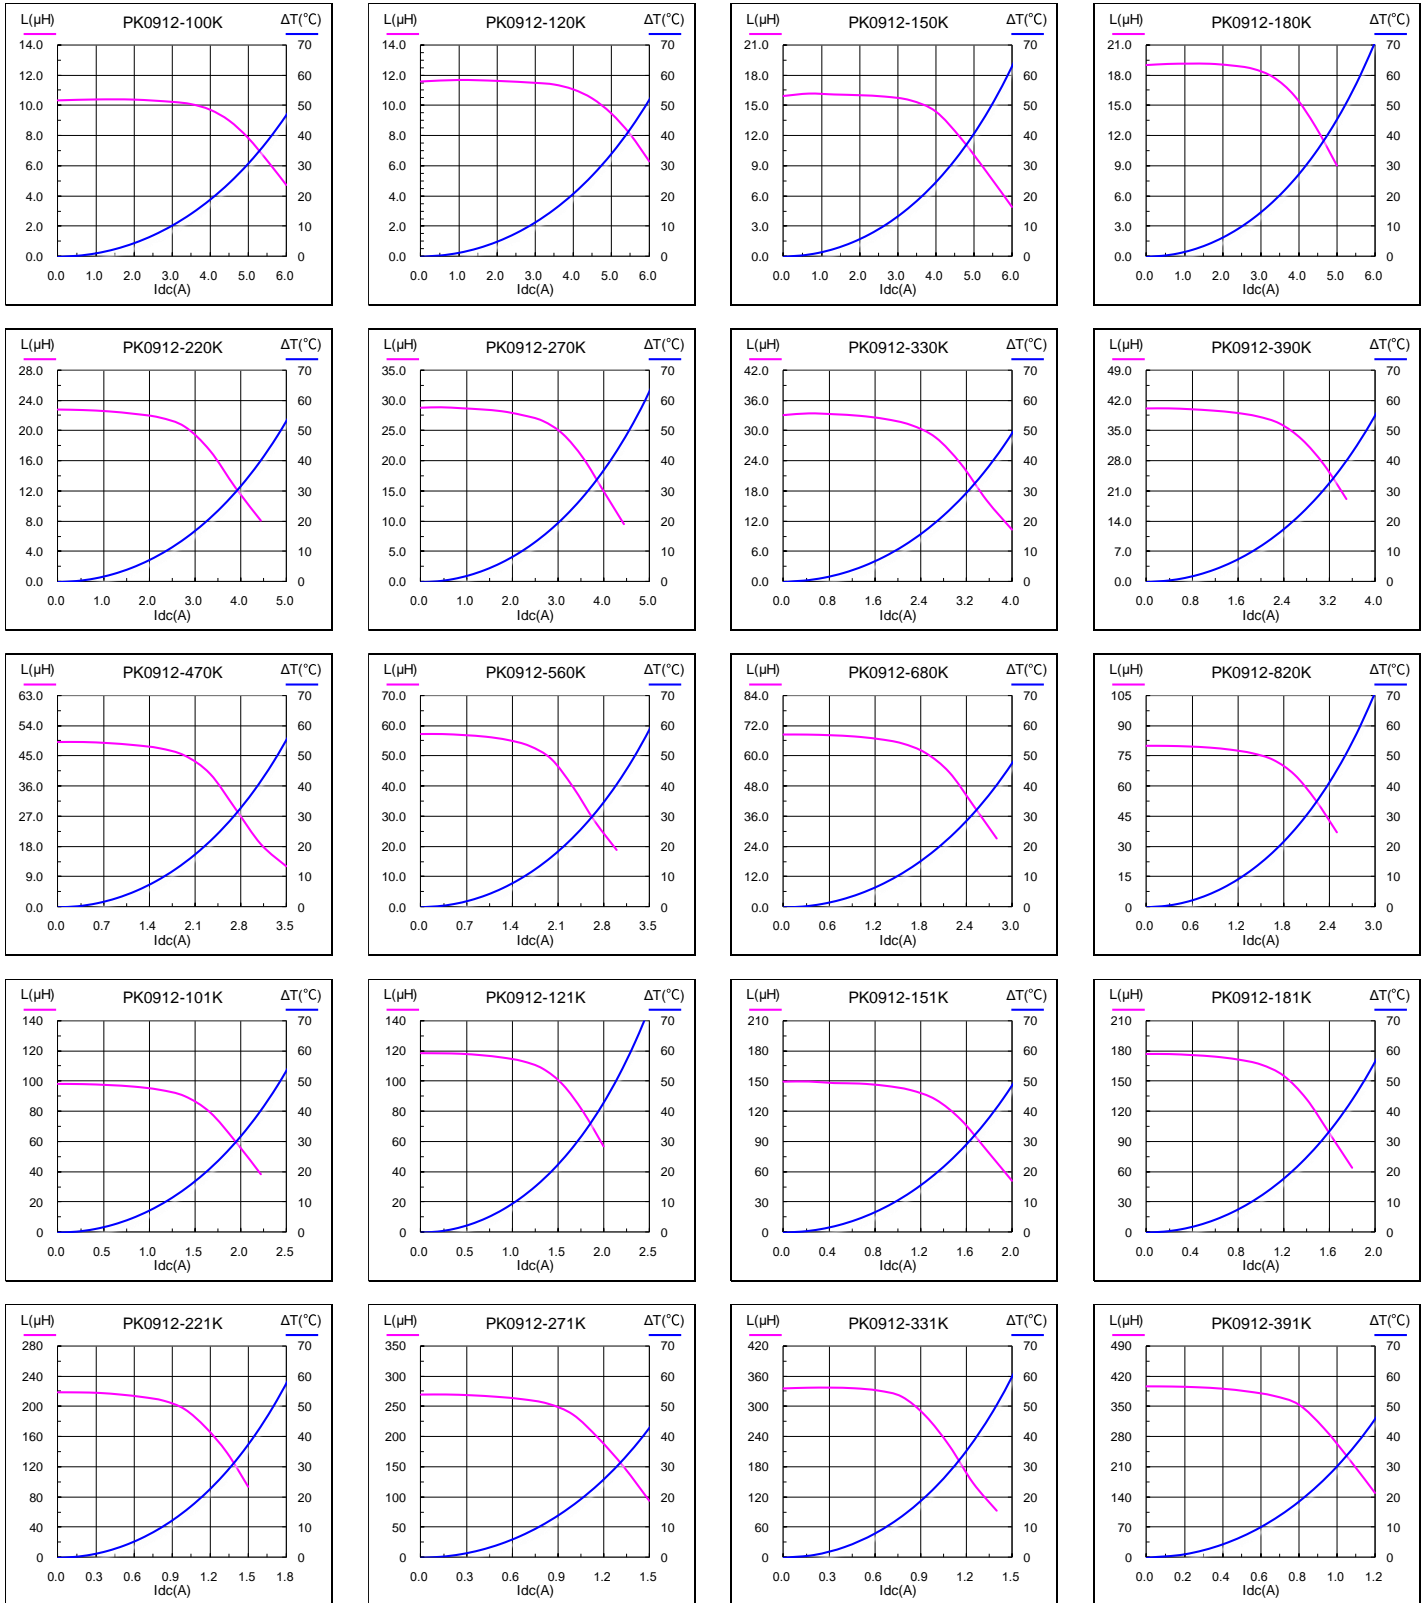 L(μH) PK0912-100K ΔT(℃)
14.0 70
12.0 60
10.0 50
8.0 40
6.0 30
4.0 20
2.0 10
0.0 0
0.0 1.0 2.0 3.0 4.0 5.0 6.0
Idc(A)
L(μH) PK0912-120K ΔT(℃)
14.0 70
12.0 60
10.0 50
8.0 40
6.0 30
4.0 20
2.0 10
0.0 0
0.0 1.0 2.0 3.0 4.0 5.0 6.0
Idc(A)
L(μH) PK0912-150K ΔT(℃)
21.0 70
18.0 60
15.0 50
12.0 40
9.0 30
6.0 20
3.0 10
0.0 0
0.0 1.0 2.0 3.0 4.0 5.0 6.0
Idc(A)
L(μH) PK0912-180K ΔT(℃)
21.0 70
18.0 60
15.0 50
12.0 40
9.0 30
6.0 20
3.0 10
0.0 0
0.0 1.0 2.0 3.0 4.0 5.0 6.0
Idc(A)
L(μH) PK0912-220K ΔT(℃)
28.0 70
24.0 60
20.0 50
16.0 40
12.0 30
8.0 20
4.0 10
0.0 0
0.0 1.0 2.0 3.0 4.0 5.0
Idc(A)
L(μH) PK0912-270K ΔT(℃)
35.0 70
30.0 60
25.0 50
20.0 40
15.0 30
10.0 20
5.0 10
0.0 0
0.0 1.0 2.0 3.0 4.0 5.0
Idc(A)
L(μH) PK0912-330K ΔT(℃)
42.0 70
36.0 60
30.0 50
24.0 40
18.0 30
12.0 20
6.0 10
0.0 0
0.0 0.8 1.6 2.4 3.2 4.0
Idc(A)
L(μH) PK0912-390K ΔT(℃)
49.0 70
42.0 60
35.0 50
28.0 40
21.0 30
14.0 20
7.0 10
0.0 0
0.0 0.8 1.6 2.4 3.2 4.0
Idc(A)
L(μH) PK0912-470K ΔT(℃)
63.0 70
54.0 60
45.0 50
36.0 40
27.0 30
18.0 20
9.0 10
0.0 0
0.0 0.7 1.4 2.1 2.8 3.5
Idc(A)
L(μH) PK0912-560K ΔT(℃)
70.0 70
60.0 60
50.0 50
40.0 40
30.0 30
20.0 20
10.0 10
0.0 0
0.0 0.7 1.4 2.1 2.8 3.5
Idc(A)
L(μH) PK0912-680K ΔT(℃)
84.0 70
72.0 60
60.0 50
48.0 40
36.0 30
24.0 20
12.0 10
0.0 0
0.0 0.6 1.2 1.8 2.4 3.0
Idc(A)
L(μH) PK0912-820K ΔT(℃)
105 70
90 60
75 50
60 40
45 30
30 20
15 10
0 0
0.0 0.6 1.2 1.8 2.4 3.0
Idc(A)
L(μH) PK0912-101K ΔT(℃)
140 70
120 60
100 50
80 40
60 30
40 20
20 10
0 0
0.0 0.5 1.0 1.5 2.0 2.5
Idc(A)
L(μH) PK0912-121K ΔT(℃)
140 70
120 60
100 50
80 40
60 30
40 20
20 10
0 0
0.0 0.5 1.0 1.5 2.0 2.5
Idc(A)
L(μH) PK0912-151K ΔT(℃)
210 70
180 60
150 50
120 40
90 30
60 20
30 10
0 0
0.0 0.4 0.8 1.2 1.6 2.0
Idc(A)
L(μH) PK0912-181K ΔT(℃)
210 70
180 60
150 50
120 40
90 30
60 20
30 10
0 0
0.0 0.4 0.8 1.2 1.6 2.0
Idc(A)
L(μH) PK0912-221K ΔT(℃)
280 70
240 60
200 50
160 40
120 30
80 20
40 10
0 0
0.0 0.3 0.6 0.9 1.2 1.5 1.8
Idc(A)
L(μH) PK0912-271K ΔT(℃)
350 70
300 60
250 50
200 40
150 30
100 20
50 10
0 0
0.0 0.3 0.6 0.9 1.2 1.5
Idc(A)
L(μH) PK0912-331K ΔT(℃)
420 70
360 60
300 50
240 40
180 30
120 20
60 10
0 0
0.0 0.3 0.6 0.9 1.2 1.5
Idc(A)
L(μH) PK0912-391K ΔT(℃)
490 70
420 60
350 50
280 40
210 30
140 20
70 10
0 0
0.0 0.2 0.4 0.6 0.8 1.0 1.2
Idc(A)